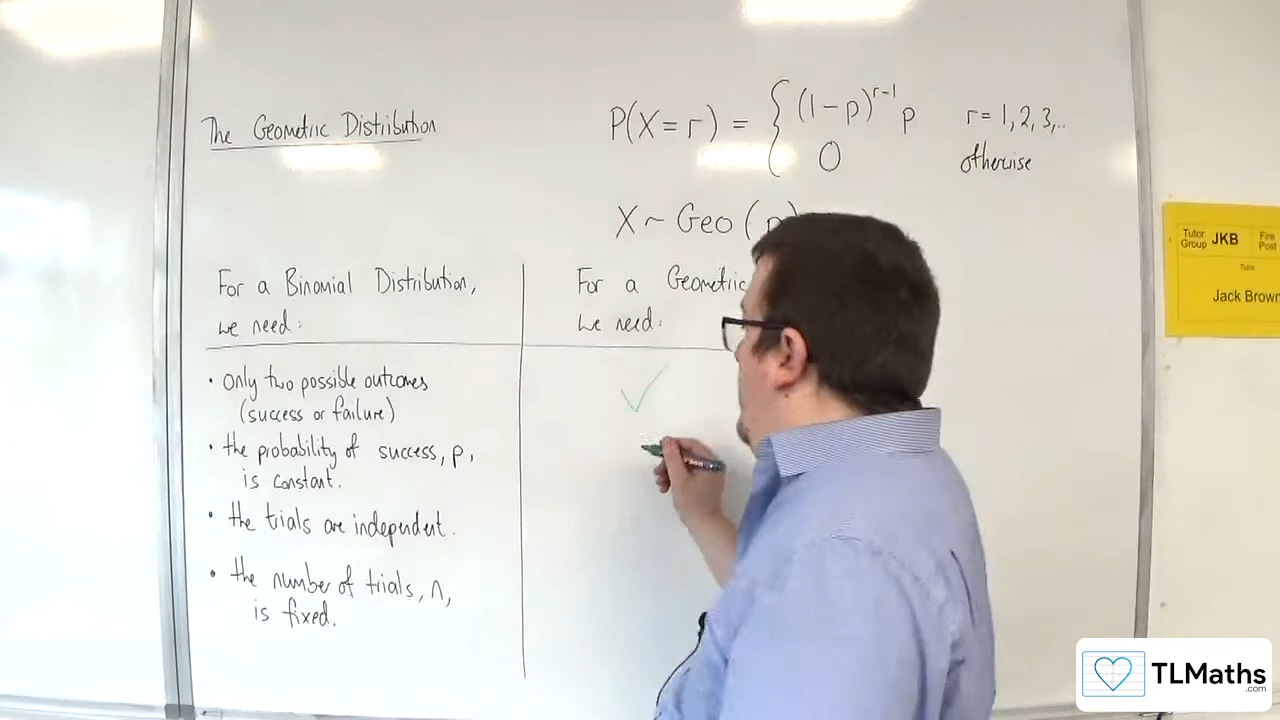 The Geometric Distribution
P(X=r) = { (1-p)^{r-1} p    r = 1, 2, 3, ..
0    otherwise
X ~ Geo (p)
For a Binomial Distribution,
we need:
For a Geometric
we need:
• only two possible outcomes
(success or failure)
• the probability of success, p,
is constant.
• the trials are independent.
• the number of trials, n,
is fixed.
✓
Tutor
Group JKB Fire
Post
Tutor
Jack Brown
TLMaths
.com